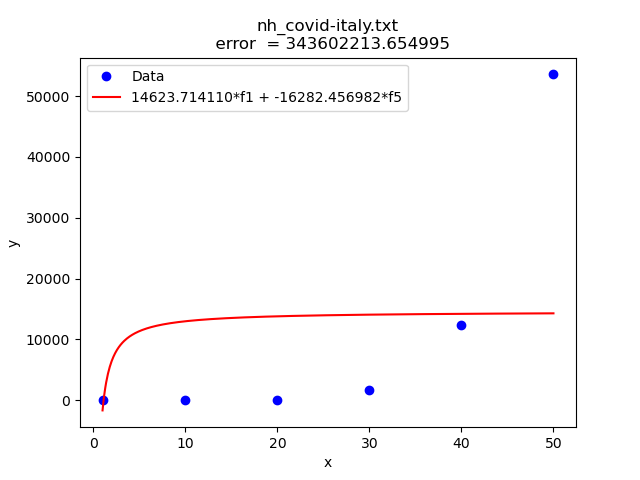 nh_covid-italy.txt
error  = 343602213.654995
Data
14623.714110*f1 + -16282.456982*f5
50000
40000
30000
20000
10000
0
y
0 10 20 30 40 50
x